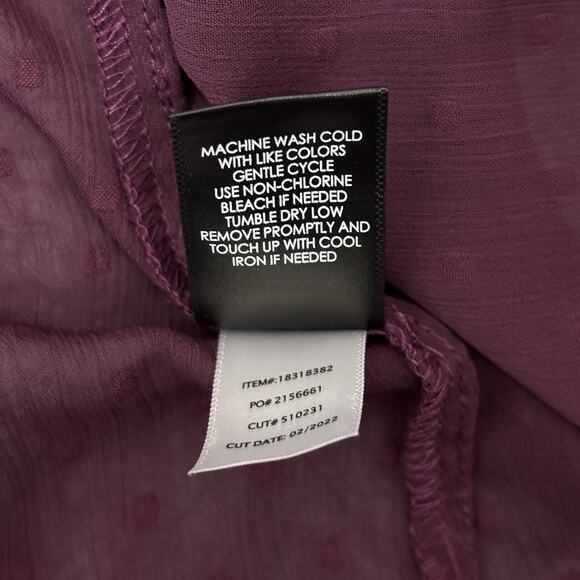 MACHINE WASH COLD
WITH LIKE COLORS
GENTLE CYCLE
USE NON-CHLORINE
BLEACH IF NEEDED
TUMBLE DRY LOW
REMOVE PROMPTLY AND
TOUCH UP WITH COOL
IRON IF NEEDED
ITEM#:18318382
PO# 2156661
CUT# 510231
CUT DATE: 02/2022